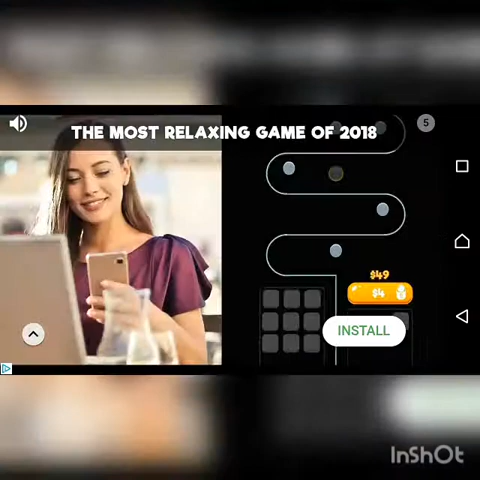 THE MOST RELAXING GAME OF 2018
5
$49
$4
INSTALL
InShOt